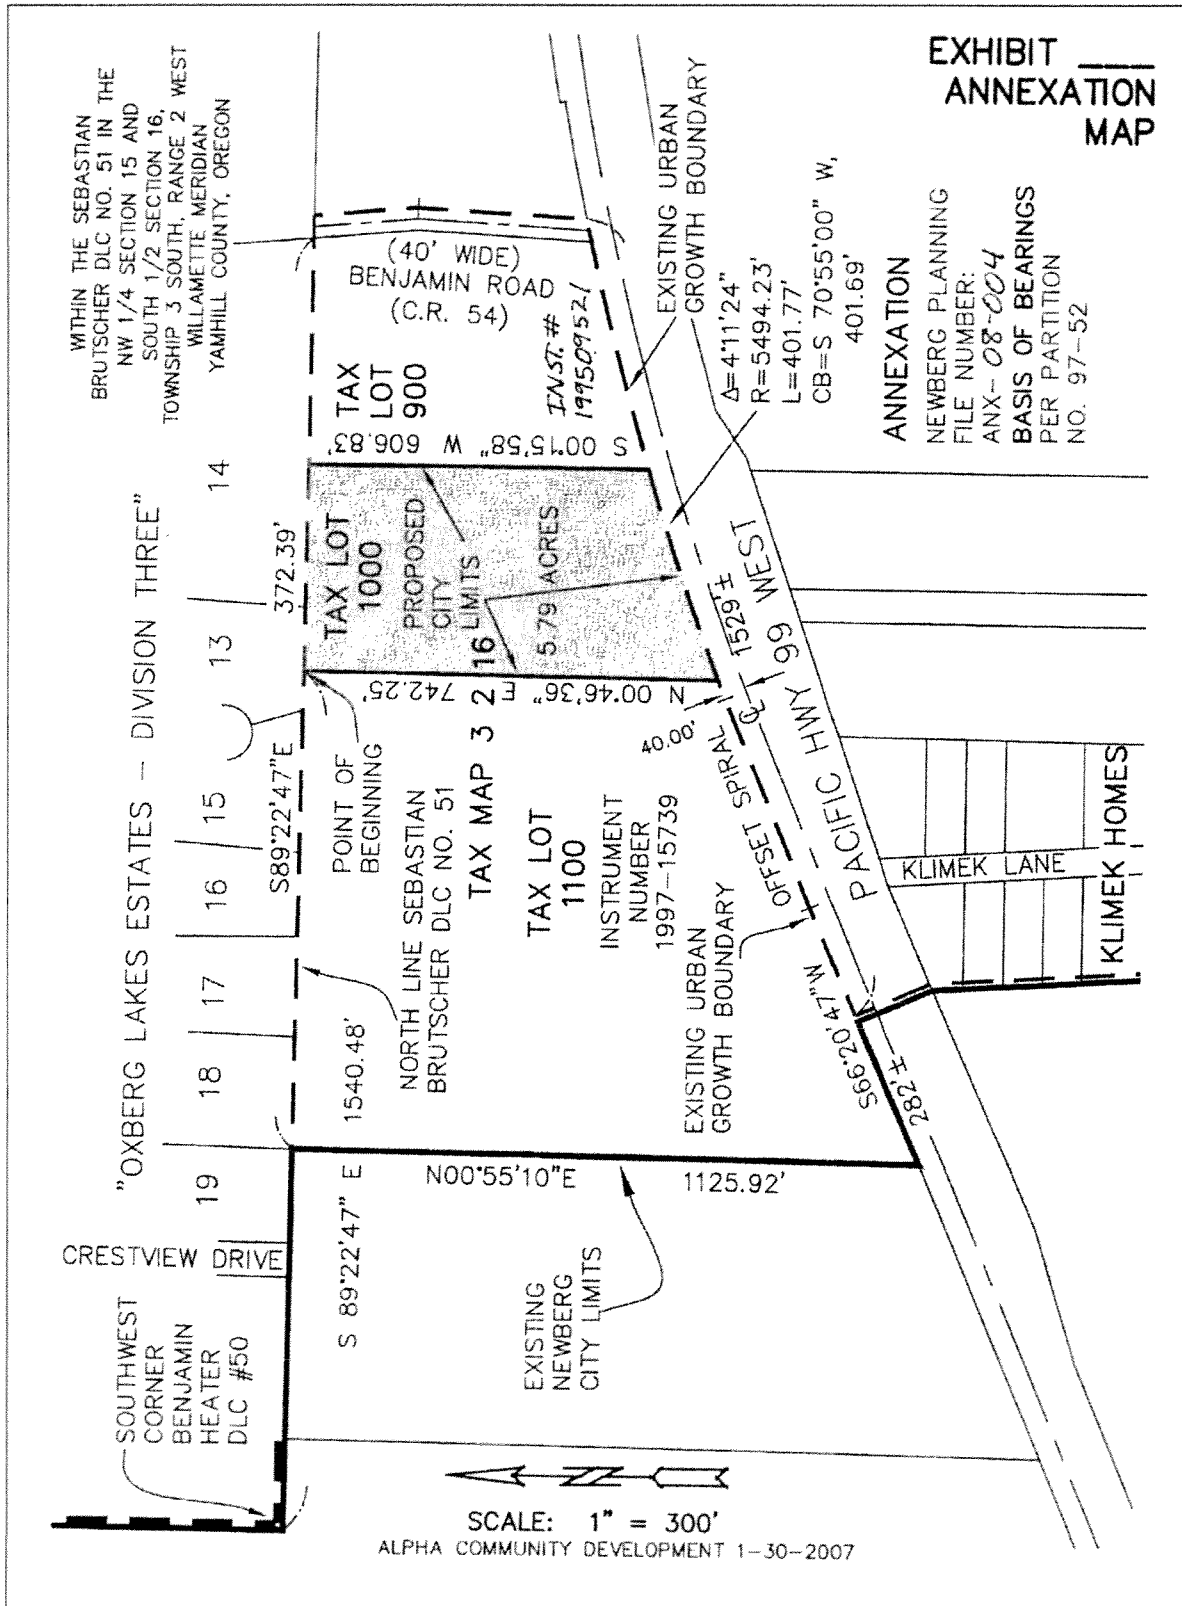 EXHIBIT ____
ANNEXATION
MAP
WITHIN THE SEBASTIAN
BRUTSCHER DLC NO. 51 IN THE
NW 1/4 SECTION 15 AND
SOUTH 1/2 SECTION 16,
TOWNSHIP 3 SOUTH, RANGE 2 WEST
WILLAMETTE MERIDIAN
YAMHILL COUNTY, OREGON
"OXBERG LAKES ESTATES - DIVISION THREE"
19
18
17
16
15
13
14
CRESTVIEW DRIVE
SOUTHWEST
CORNER
BENJAMIN
HEATER
DLC #50
S89°22'47"E
372.39'
S 89°22'47" E 1540.48'
POINT OF
BEGINNING
NORTH LINE SEBASTIAN
BRUTSCHER DLC NO. 51
TAX MAP 3 2 16
TAX LOT
1100
INSTRUMENT
NUMBER
1997-15739
TAX LOT
1000
PROPOSED
CITY
LIMITS
5.79 ACRES
N 00°46'36" E 742.25'
S 00°15'58" W 606.83'
TAX
LOT
900
INST. #
199509521
(40' WIDE)
BENJAMIN ROAD
(C.R. 54)
EXISTING URBAN
GROWTH BOUNDARY
Δ=4°11'24"
R=5494.23'
L=401.77'
CB=S 70°55'00" W,
401.69'
ANNEXATION
NEWBERG PLANNING
FILE NUMBER:
ANX-08-004
BASIS OF BEARINGS
PER PARTITION
NO. 97-52
EXISTING URBAN
GROWTH BOUNDARY
OFFSET SPIRAL
40.00'
℄
1529'±
PACIFIC HWY 99 WEST
S66°20'47"W
282'±
KLIMEK LANE
KLIMEK HOMES
N00°55'10"E 1125.92'
EXISTING
NEWBERG
CITY LIMITS
SCALE: 1" = 300'
ALPHA COMMUNITY DEVELOPMENT 1-30-2007